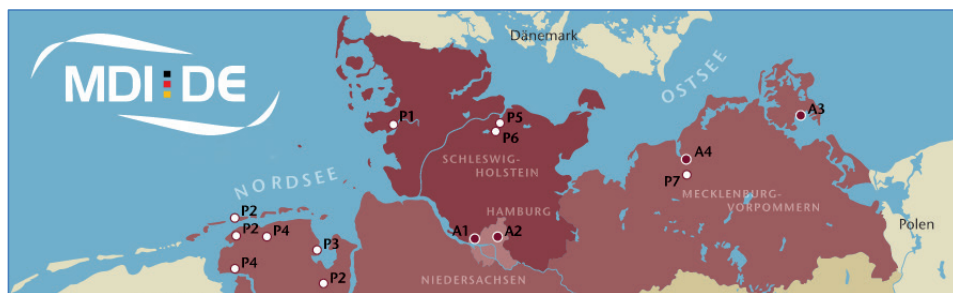 Dänemark
MDI:DE
OSTSEE
A3
P1
P5
P6
A4
SCHLESWIG-
HOLSTEIN
P7
NORDSEE
MECKLENBURG-
VORPOMMERN
P2
HAMBURG
Polen
P2
P4
A1
A2
P3
P4
NIEDERSACHSEN
P2